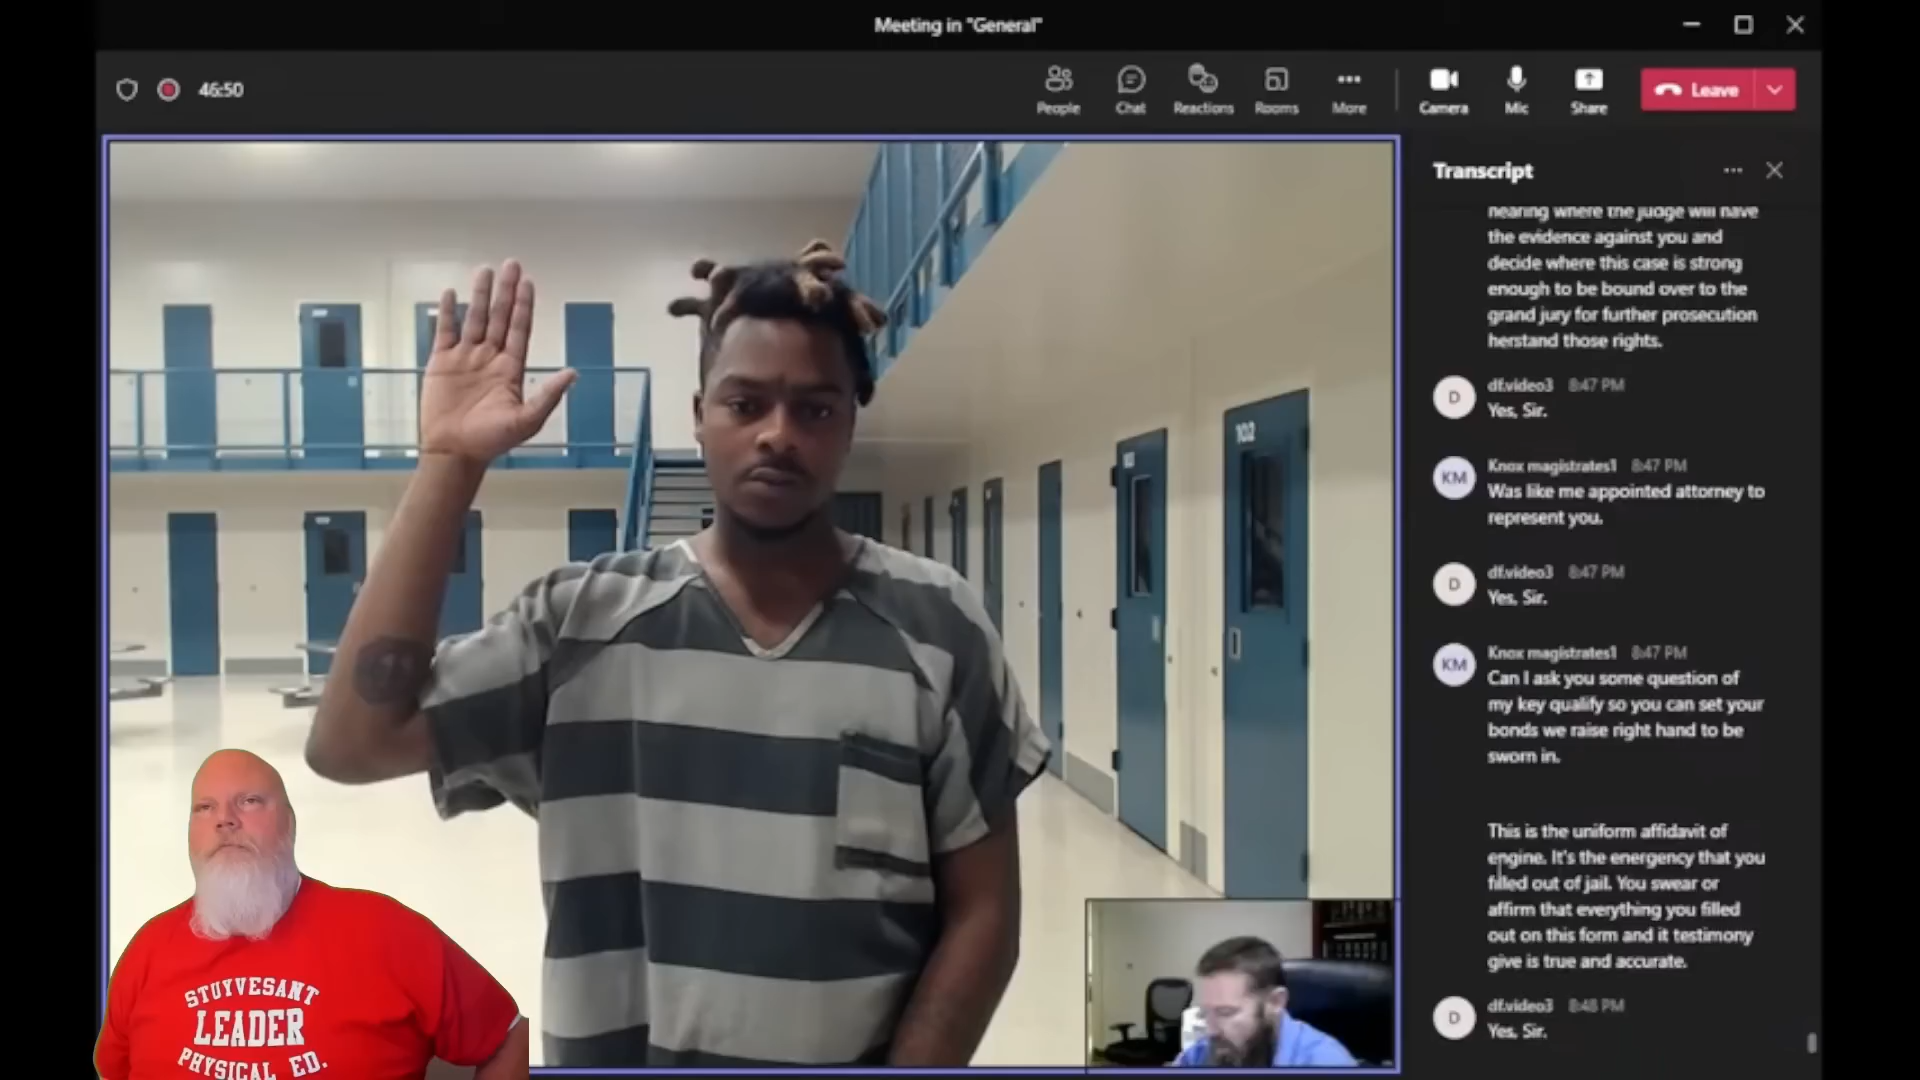 Meeting in "General"
46:50
People
Chat
Reactions
Rooms
More
Camera
Mic
Share
Leave
Transcript
hearing where the judge will have
the evidence against you and
decide where this case is strong
enough to be bound over to the
grand jury for further prosecution
herstand those rights.
D
df.video3 8:47 PM
Yes, Sir.
KM
Knox magistrates1 8:47 PM
Was like me appointed attorney to
represent you.
D
df.video3 8:47 PM
Yes, Sir.
KM
Knox magistrates1 8:47 PM
Can I ask you some question of
my key qualify so you can set your
bonds we raise right hand to be
sworn in.
This is the uniform affidavit of
engine. It's the energency that you
filled out of jail. You swear or
affirm that everything you filled
out on this form and it testimony
give is true and accurate.
D
df.video3 8:48 PM
Yes, Sir.
102
STUYVESANT
LEADER
PHYSICAL ED.